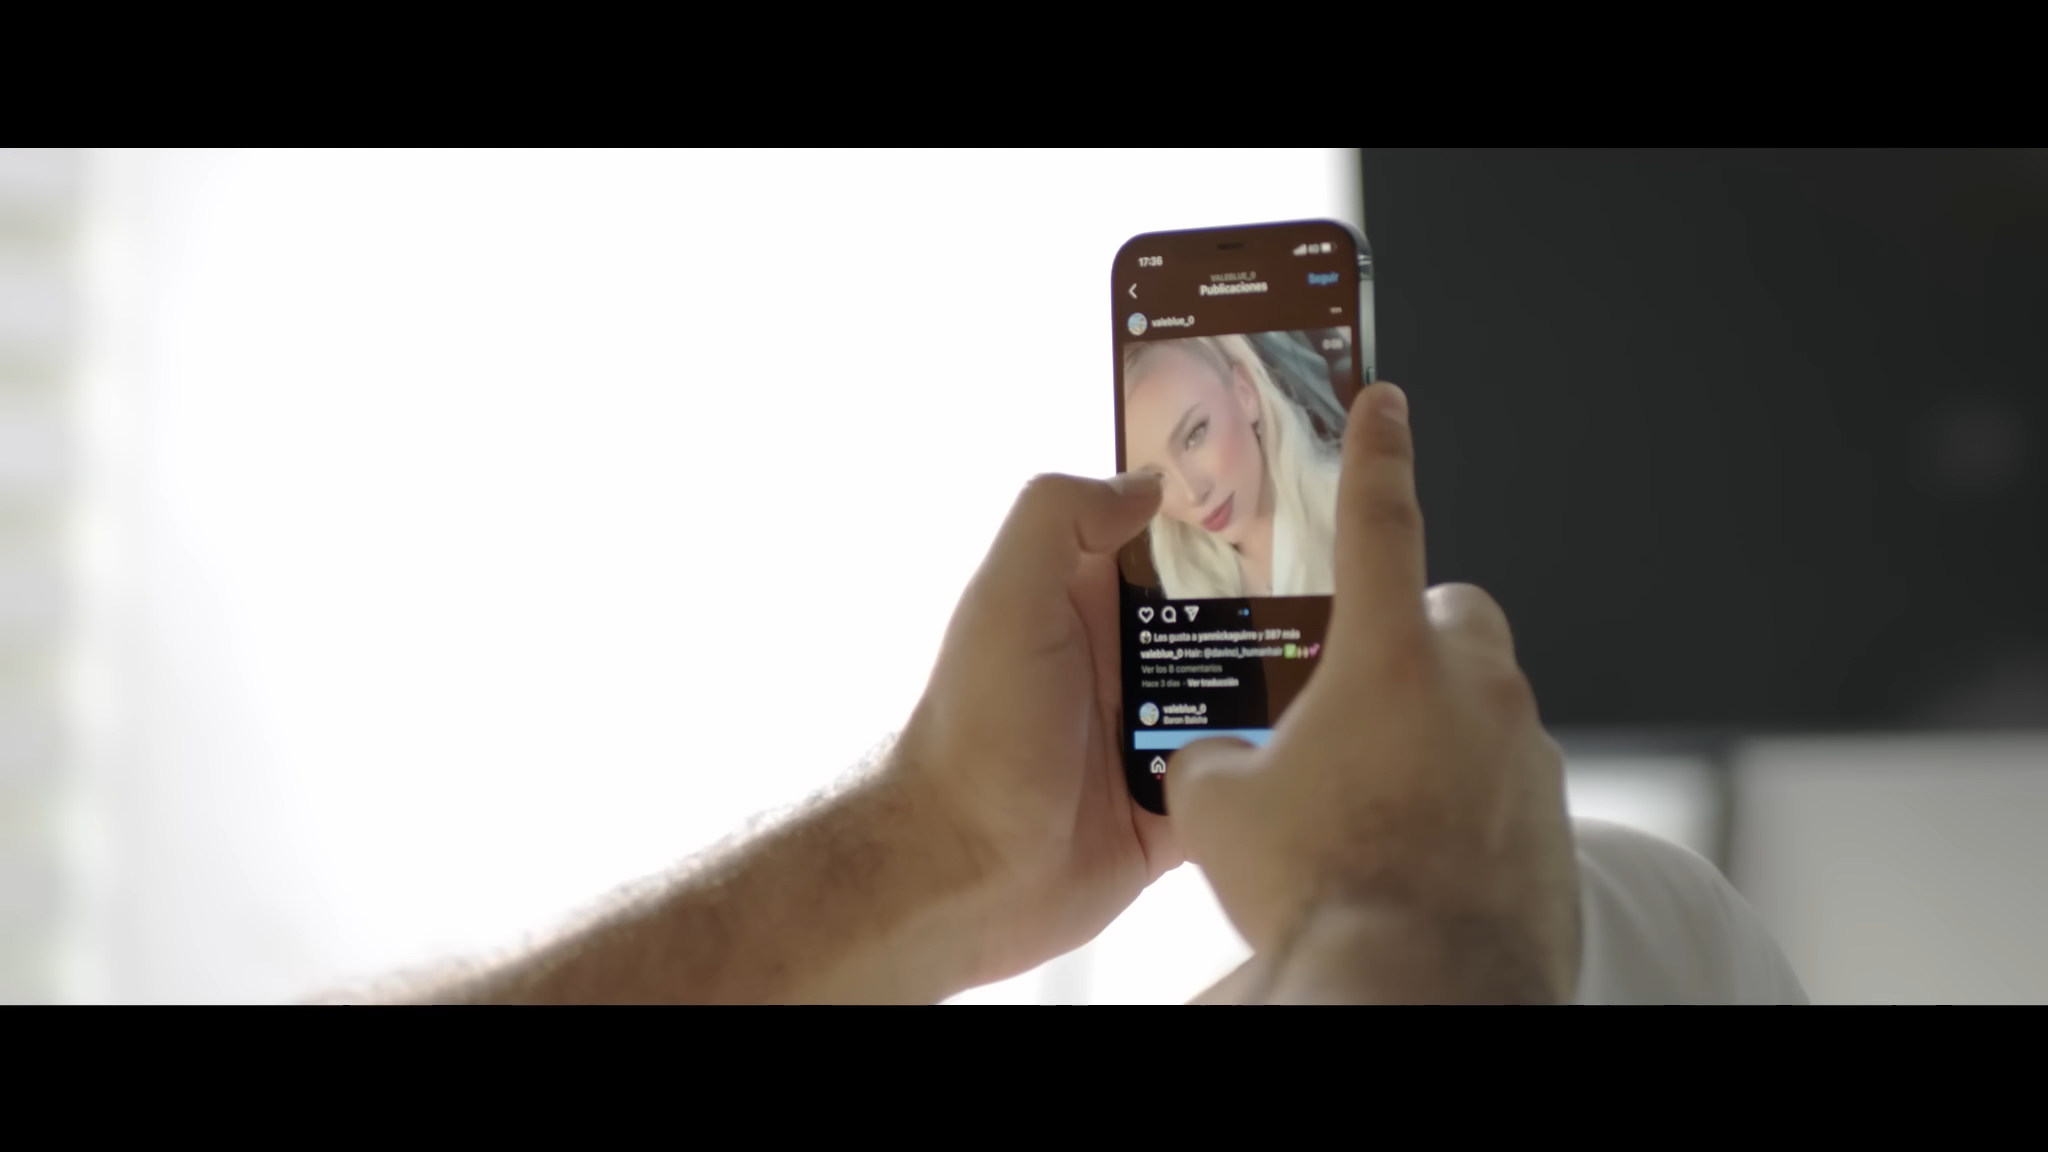 17:36
VALEBLUE_0
Publicaciones
Seguir
valeblue_0
Les gusta a yannickaguirre y 387 más
valeblue_0 Hair: @davinci_humanhair
Ver los 8 comentarios
Hace 3 días · Ver traducción
valeblue_0